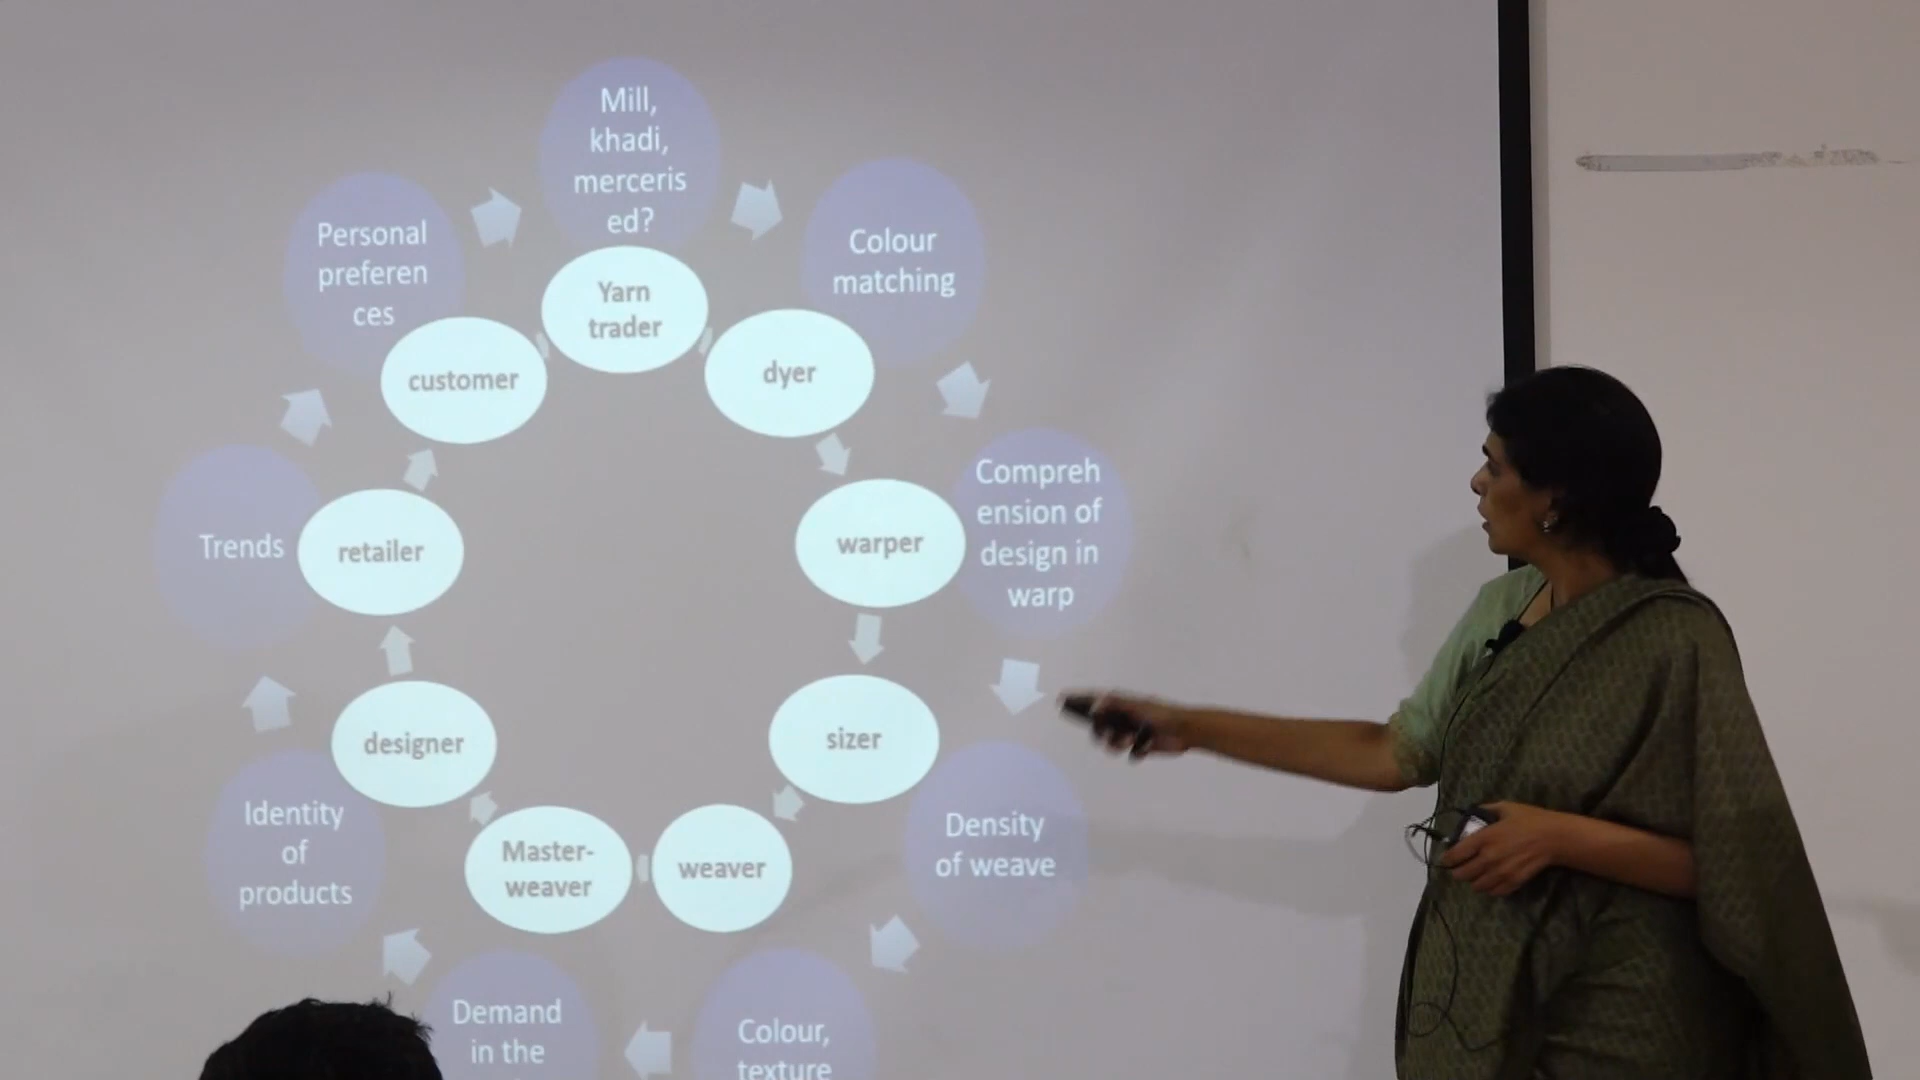 Mill,
khadi,
merceris
ed?
Yarn
trader
Colour
matching
dyer
Compreh
ension of
design in
warp
warper
sizer
Density
of weave
weaver
Colour,
texture
Master-
weaver
Demand
in the
designer
Identity
of
products
retailer
Trends
customer
Personal
preferen
ces